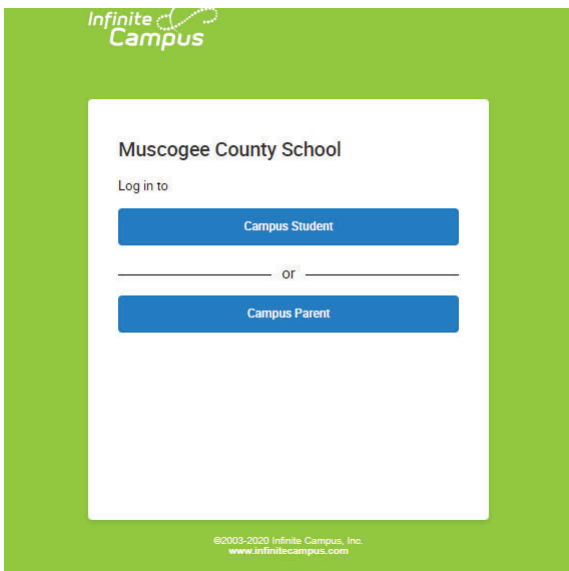 Infinite
Campus
Muscogee County School
Log in to
Campus Student
or
Campus Parent
©2003-2020 Infinite Campus, Inc.
www.infinitecampus.com